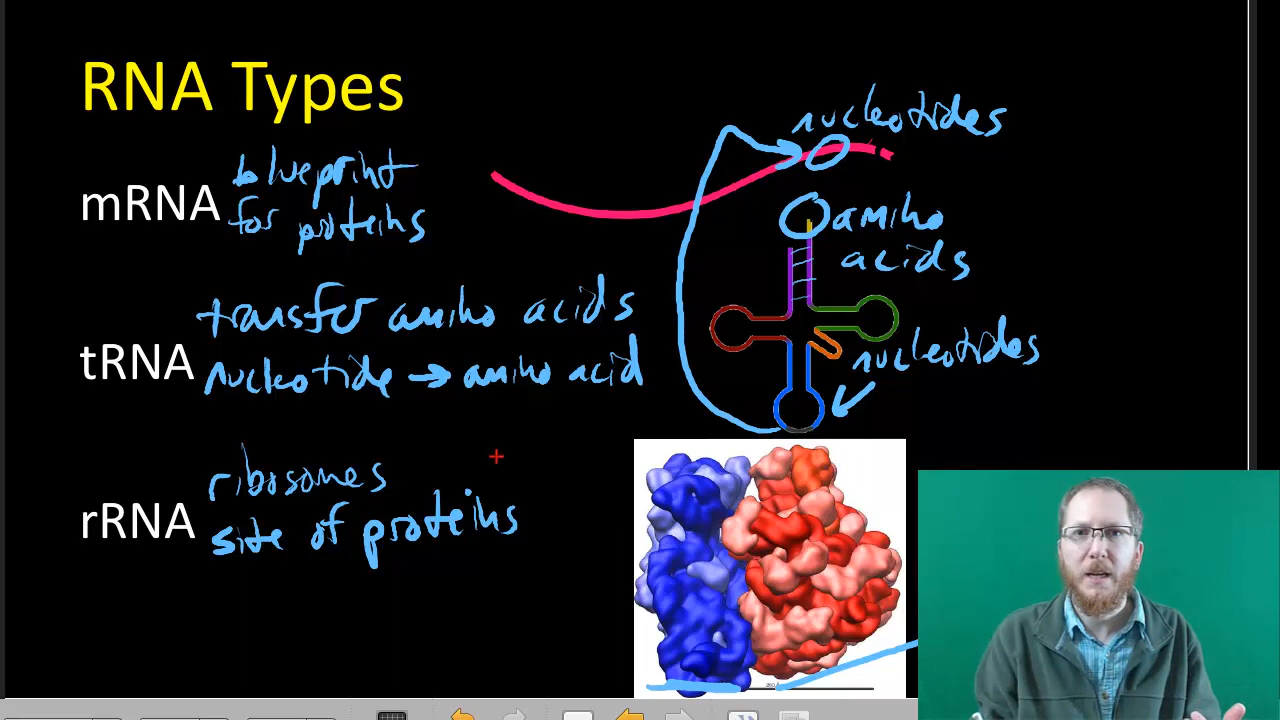 RNA Types
mRNA
blueprint
for proteins
nucleotides
amino
acids
tRNA
transfer amino acids
nucleotide → amino acid
nucleotides
rRNA
ribosomes
site of proteins